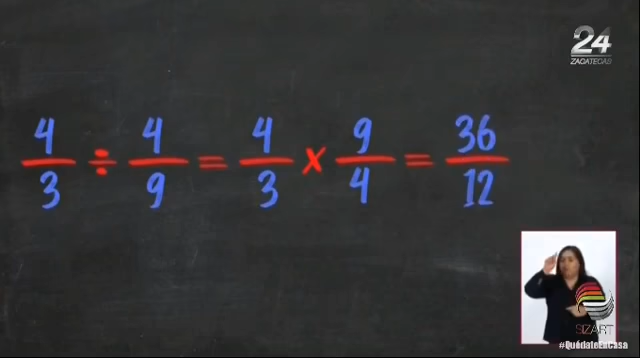 24
ZACATECAS
4/3 ÷ 4/9 = 4/3 x 9/4 = 36/12
SIZART
#QuédateEnCasa